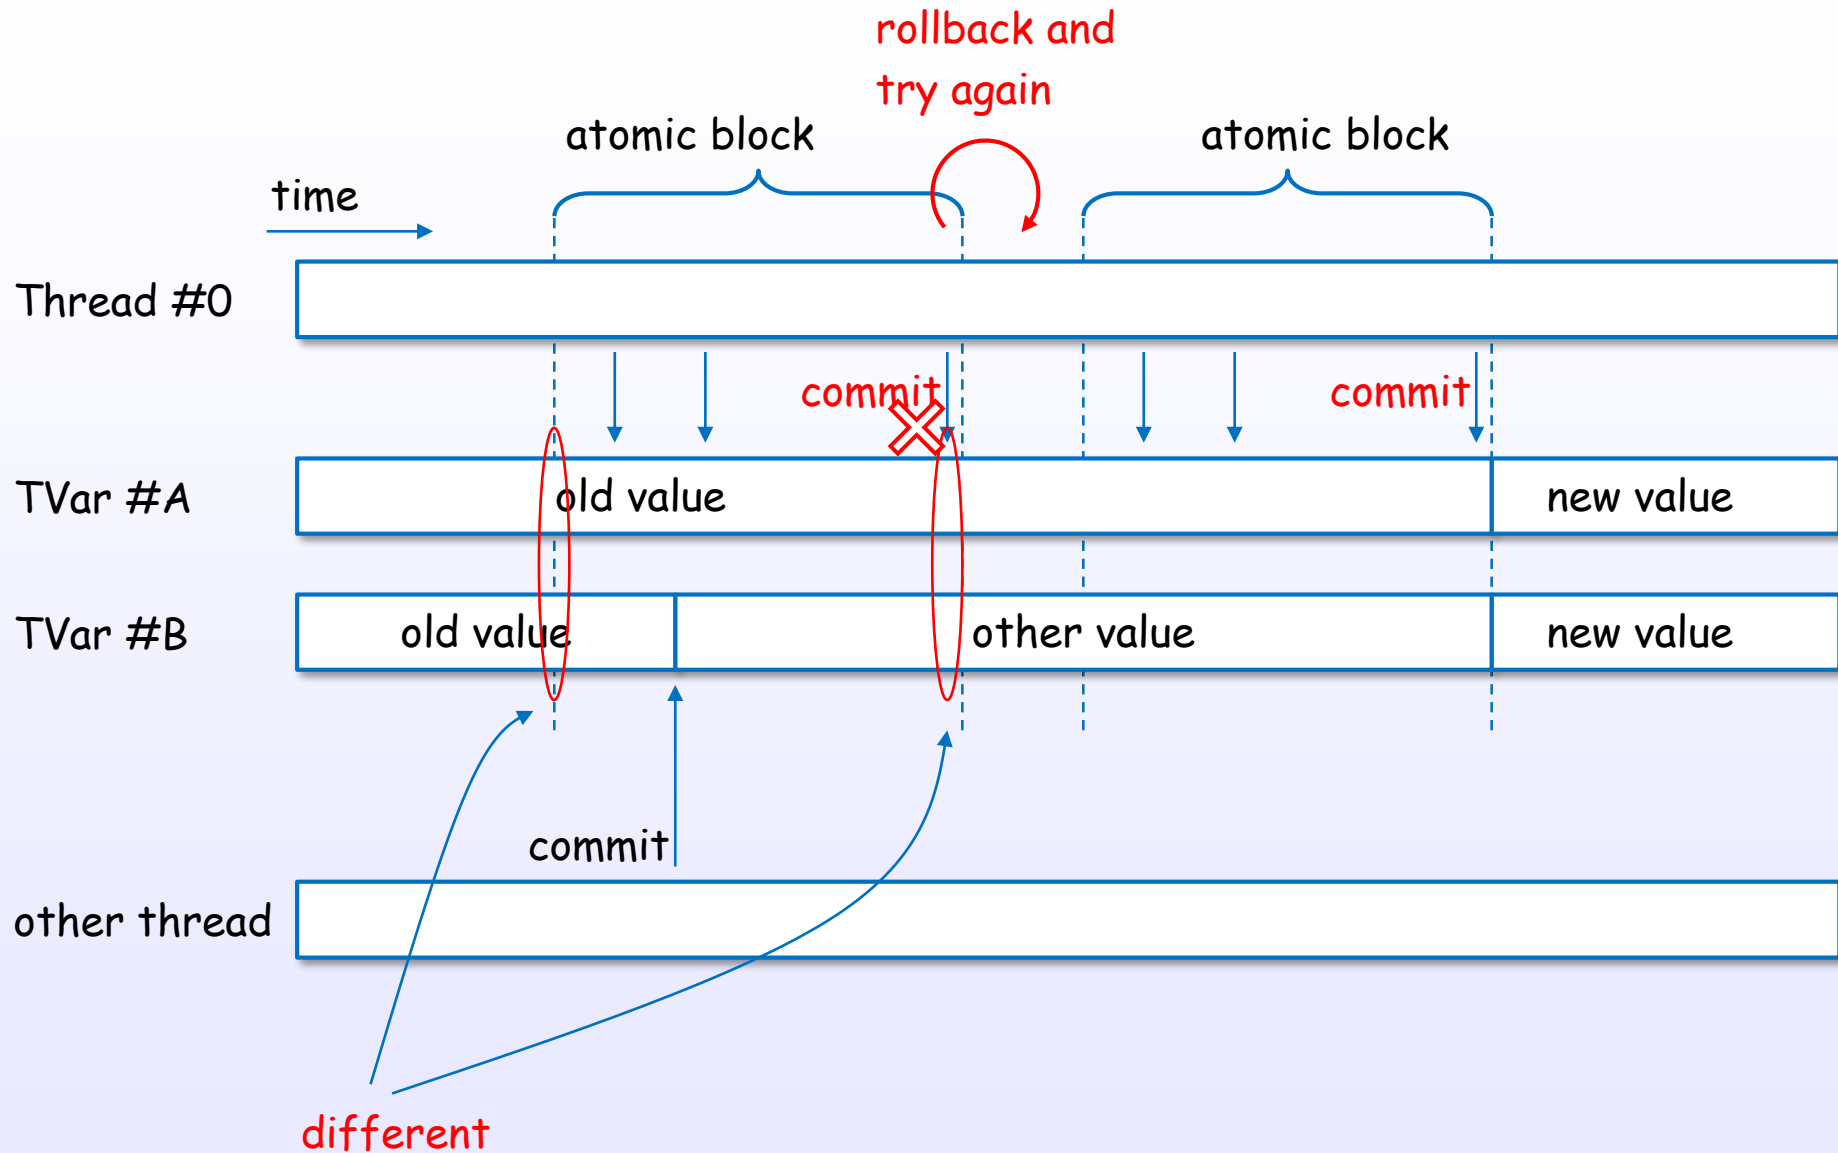 rollback and
try again
atomic block
atomic block
time
Thread #0
commit
commit
TVar #A
old value
new value
TVar #B
old value
other value
new value
commit
other thread
different